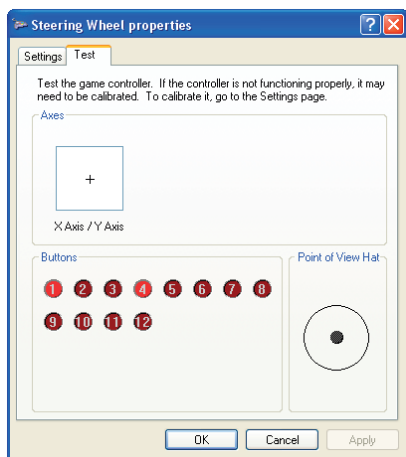 Steering Wheel properties
Settings
Test
Test the game controller. If the controller is not functioning properly, it may
need to be calibrated. To calibrate it, go to the Settings page.
Axes
X Axis / Y Axis
Buttons
1 2 3 4 5 6 7 8
9 10 11 12
Point of View Hat
OK
Cancel
Apply